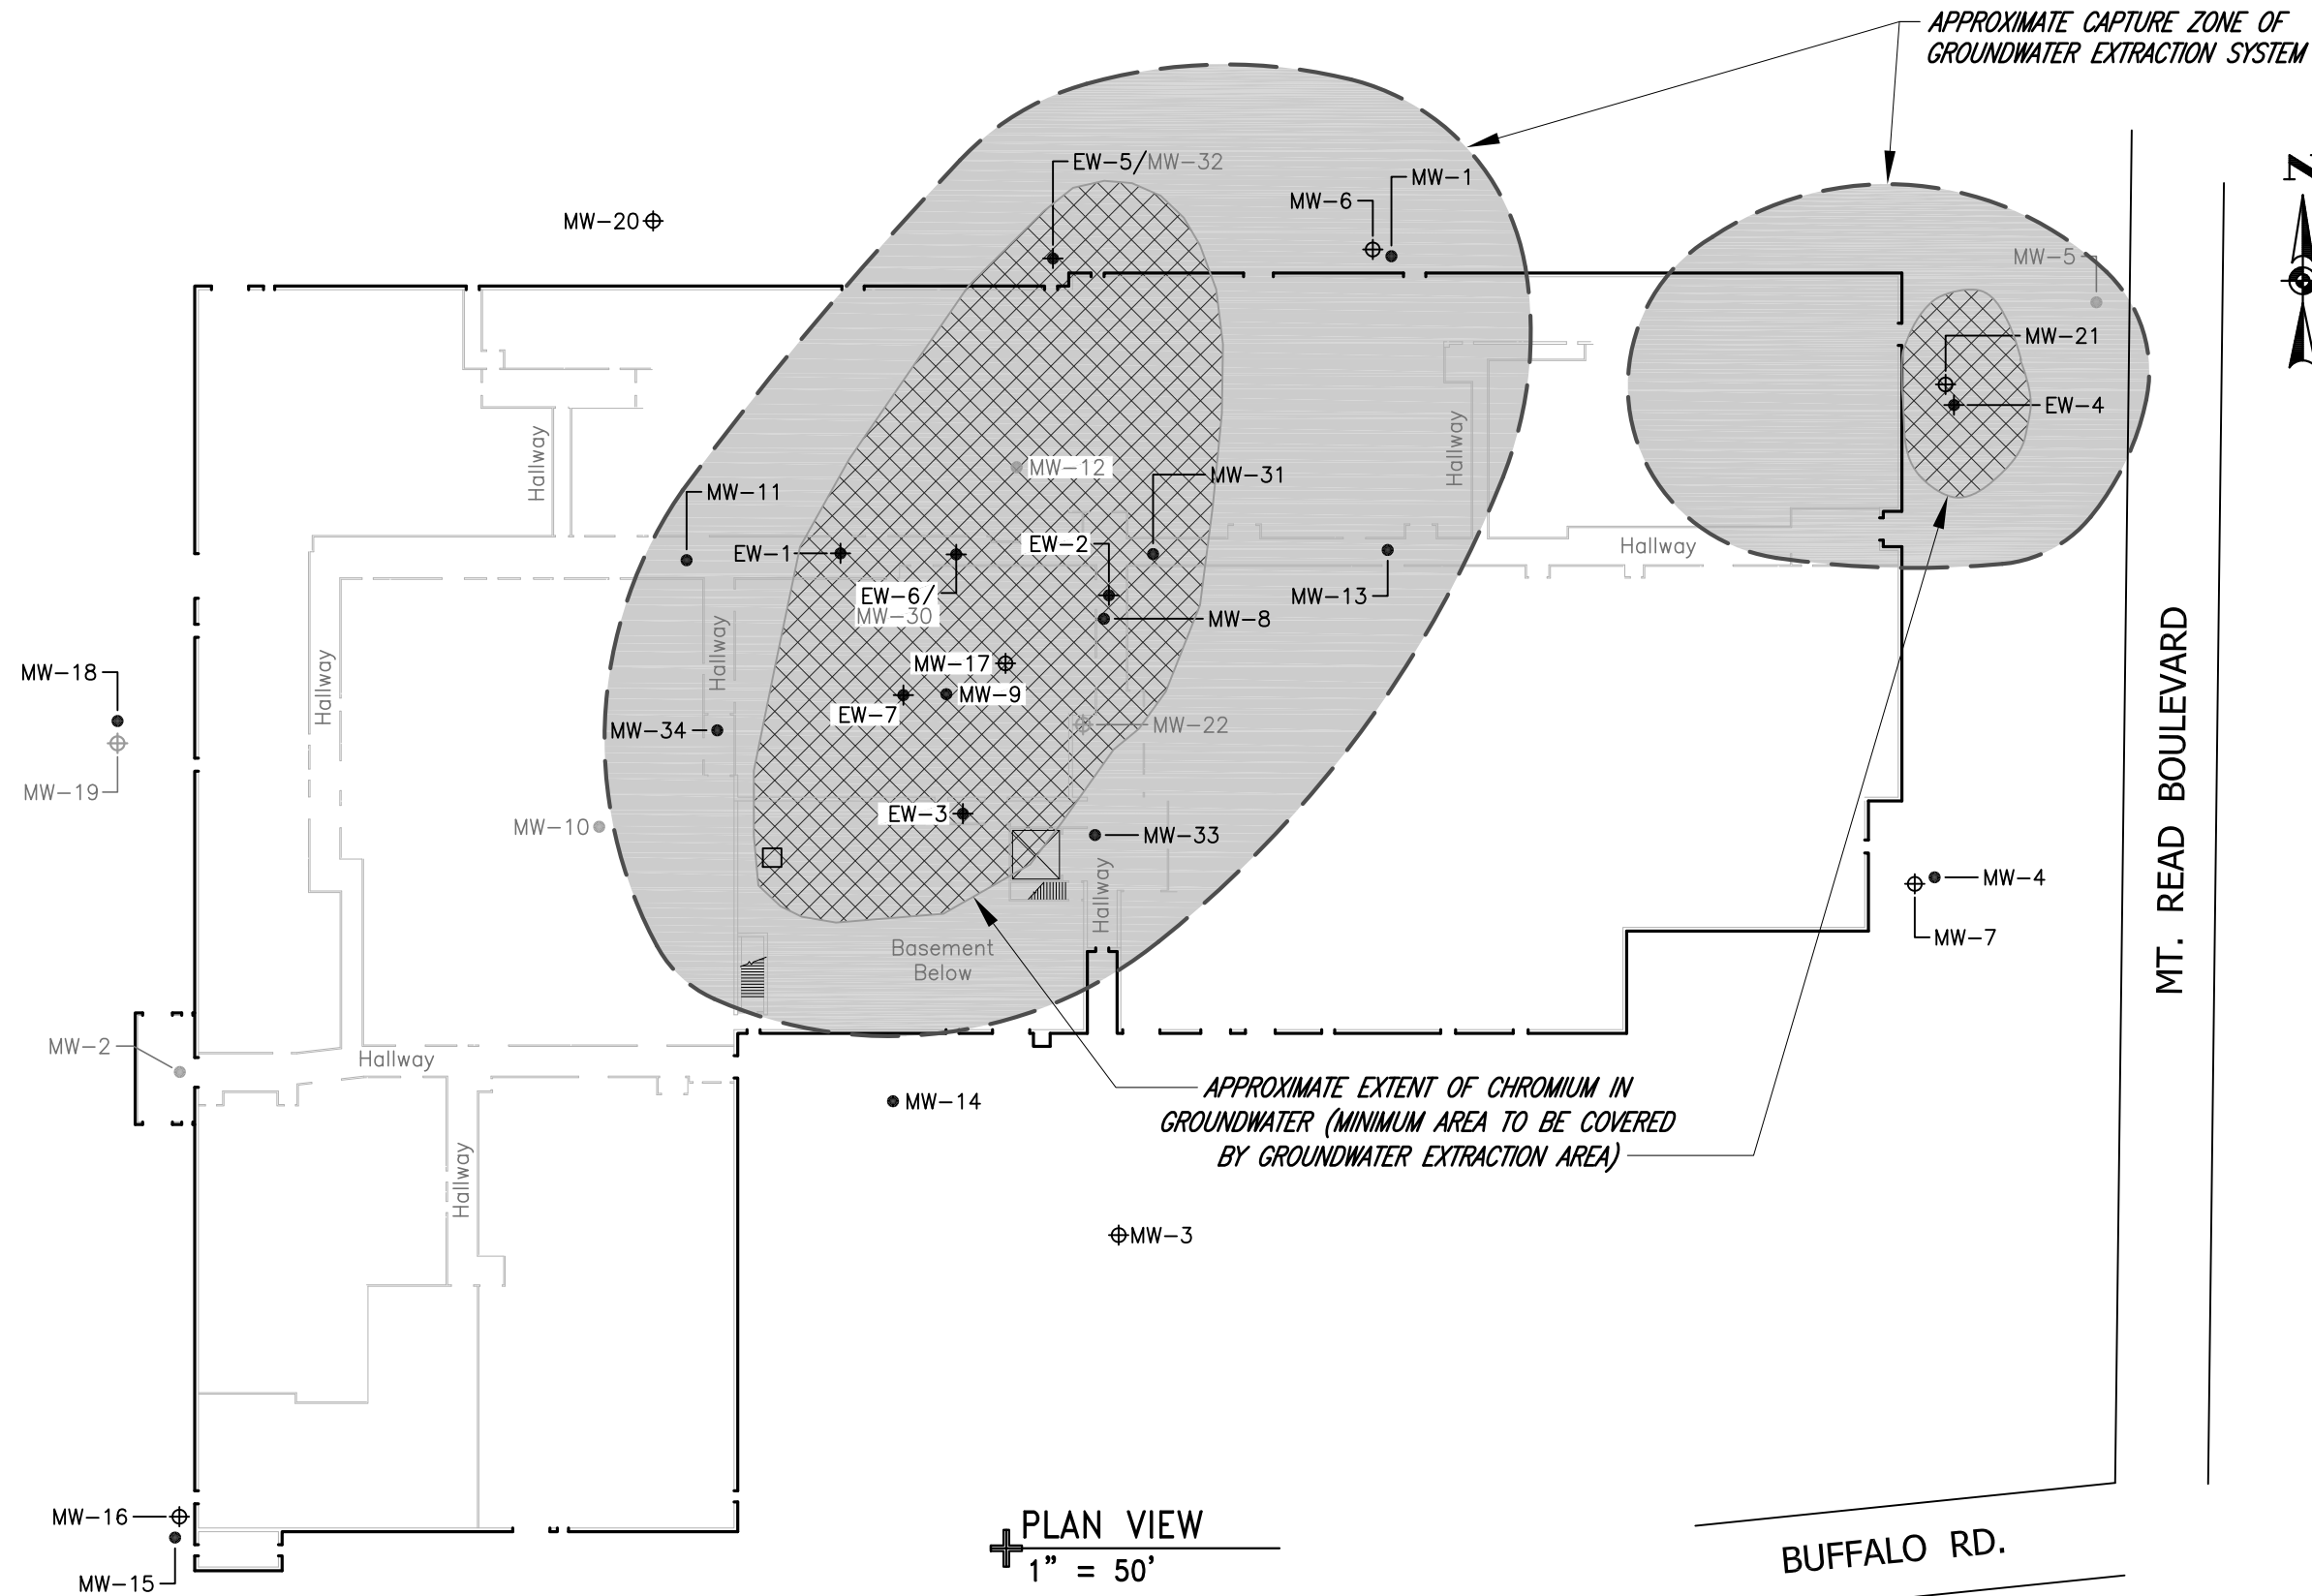 APPROXIMATE CAPTURE ZONE OF
GROUNDWATER EXTRACTION SYSTEM
N
EW-5/MW-32
MW-1
MW-6
MW-20
MW-5
MW-21
EW-4
MW-12
MW-31
MW-11
Hallway
Hallway
EW-1
EW-2
Hallway
EW-6/
MW-30
MW-13
MW-8
MW-17
MW-9
EW-7
Hallway
Hallway
MW-18
MW-19
MW-34
MW-22
MW-10
EW-3
MW-33
Hallway
MW-4
MW-7
MT. READ BOULEVARD
Basement
Below
MW-2
Hallway
MW-14
APPROXIMATE EXTENT OF CHROMIUM IN
GROUNDWATER (MINIMUM AREA TO BE COVERED
BY GROUNDWATER EXTRACTION AREA)
Hallway
MW-3
MW-16
MW-15
PLAN VIEW
1" = 50'
BUFFALO RD.